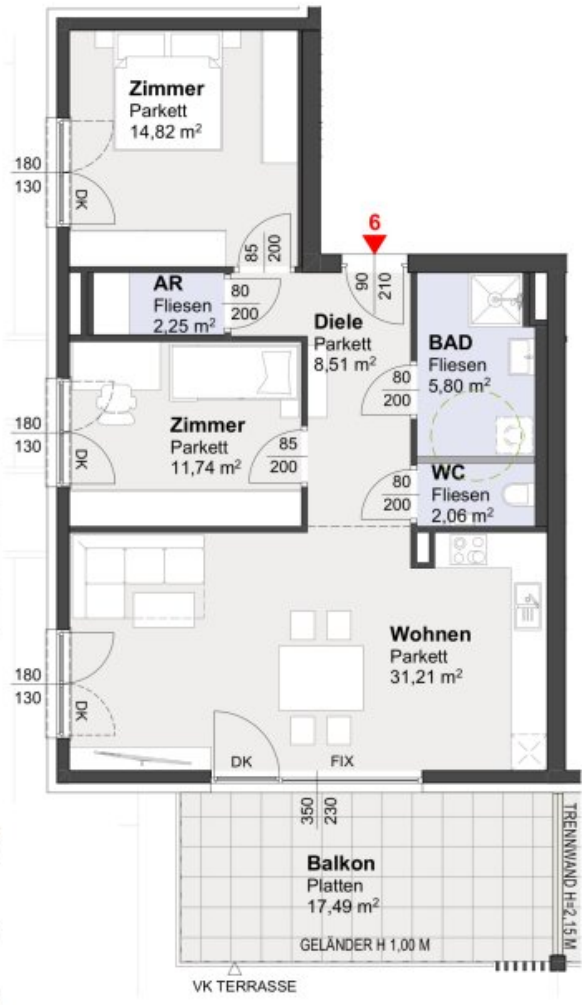 Zimmer
Parkett
14,82 m²
180
130
DK
85
200
6
90
210
AR
Fliesen
2,25 m²
80
200
Diele
Parkett
8,51 m²
BAD
Fliesen
5,80 m²
80
200
180
130
DK
Zimmer
Parkett
11,74 m²
85
200
WC
Fliesen
2,06 m²
80
200
Wohnen
Parkett
31,21 m²
180
130
DK
DK
FIX
350
230
Balkon
Platten
17,49 m²
GELÄNDER H 1,00 M
TRENNWAND H=2,15 M
VK TERRASSE